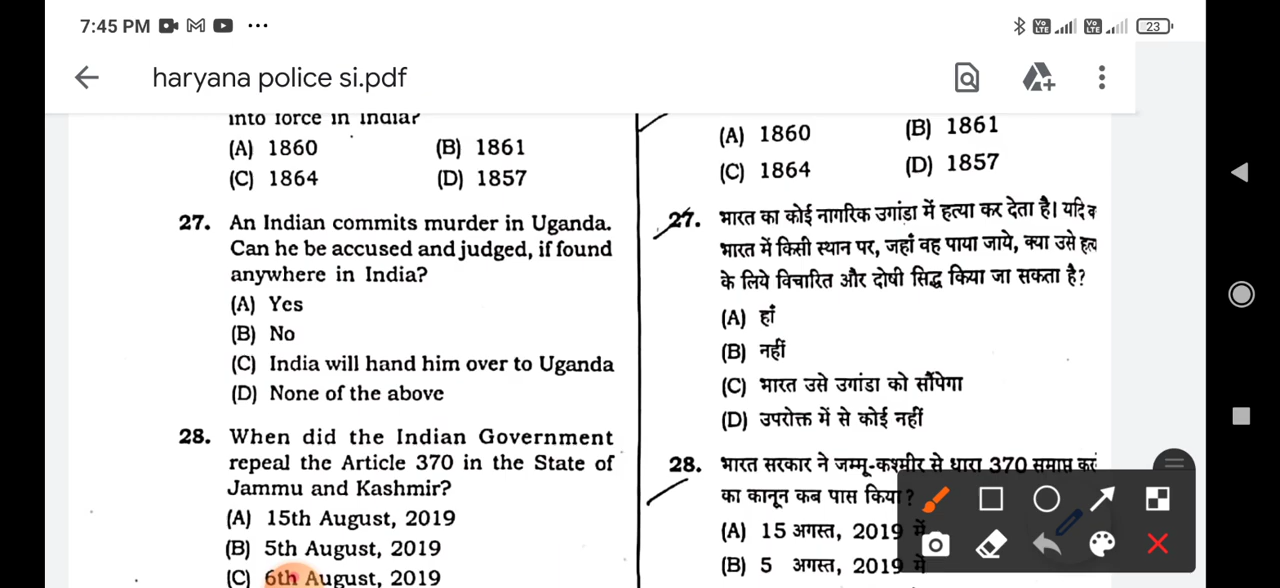 7:45 PM
23
haryana police si.pdf
into force in India?
(A) 1860 (B) 1861
(C) 1864 (D) 1857
27. An Indian commits murder in Uganda.
Can he be accused and judged, if found
anywhere in India?
(A) Yes
(B) No
(C) India will hand him over to Uganda
(D) None of the above
28. When did the Indian Government
repeal the Article 370 in the State of
Jammu and Kashmir?
(A) 15th August, 2019
(B) 5th August, 2019
(C) 6th August, 2019
(A) 1860 (B) 1861
(C) 1864 (D) 1857
27. भारत का कोई नागरिक उगांडा में हत्या कर देता है। यदि
भारत में किसी स्थान पर, जहाँ वह पाया जाये, क्या उसे
के लिये विचारित और दोषी सिद्ध किया जा सकता है?
(A) हाँ
(B) नहीं
(C) भारत उसे उगांडा को सौंपेगा
(D) उपरोक्त में से कोई नहीं
28. भारत सरकार ने जम्मू-कश्मीर से धारा 370 समाप्त
का कानून कब पास किया?
(A) 15 अगस्त, 2019 में
(B) 5 अगस्त, 2019 में